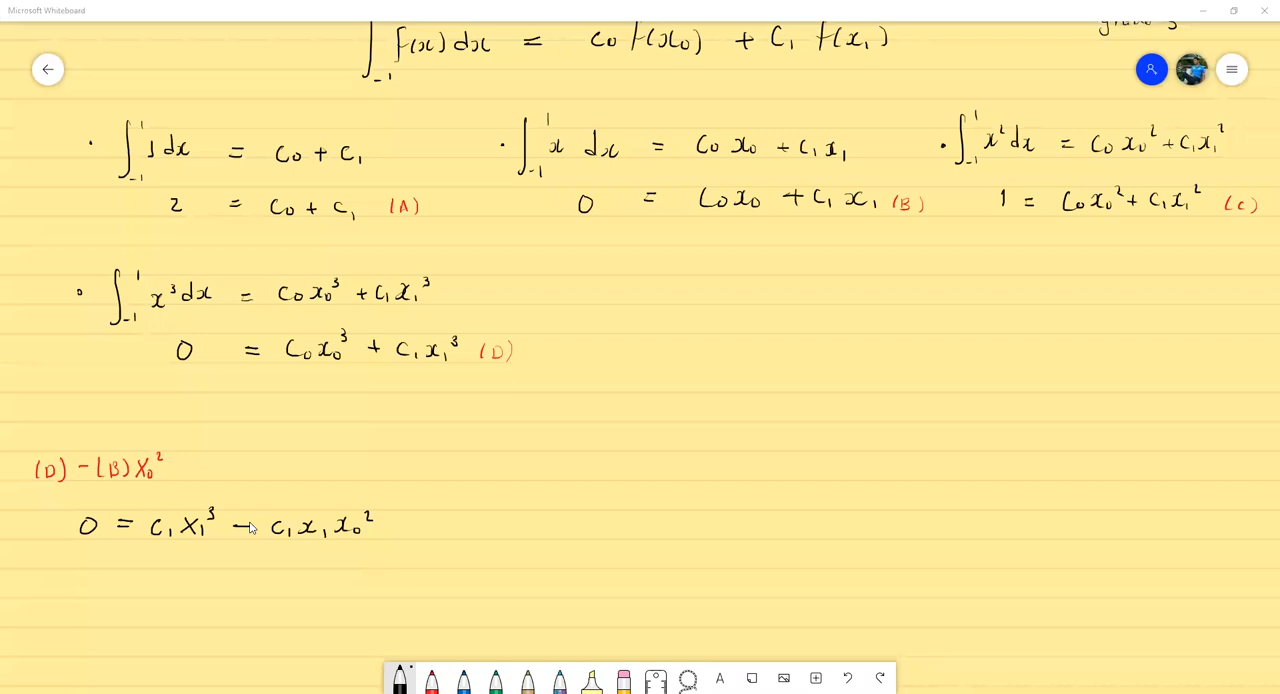 Microsoft Whiteboard
∫₋₁ f(x) dx = c₀ f(x₀) + c₁ f(x₁)
· ∫₋₁¹ 1 dx = c₀ + c₁
2 = c₀ + c₁ (A)
· ∫₋₁¹ x dx = c₀ x₀ + c₁ x₁
0 = c₀ x₀ + c₁ x₁ (B)
· ∫₋₁¹ x² dx = c₀ x₀² + c₁ x₁²
1 = c₀ x₀² + c₁ x₁² (C)
· ∫₋₁¹ x³ dx = c₀ x₀³ + c₁ x₁³
0 = c₀ x₀³ + c₁ x₁³ (D)
(D) - (B) x₀²
0 = c₁ x₁³ - c₁ x₁ x₀²